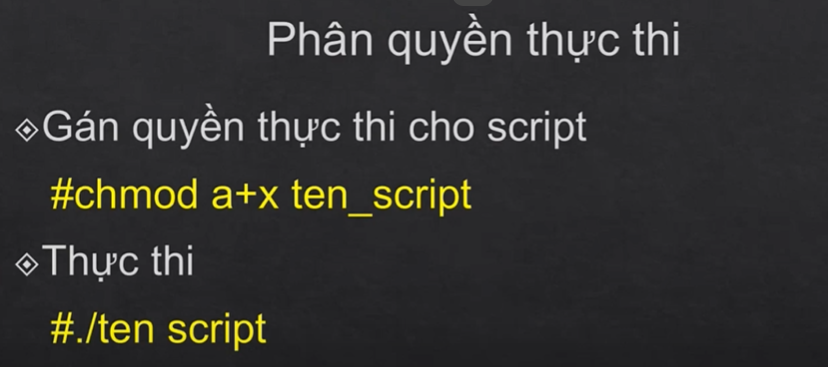 Phân quyền thực thi
Gán quyền thực thi cho script
#chmod a+x ten_script
Thực thi
#./ten script